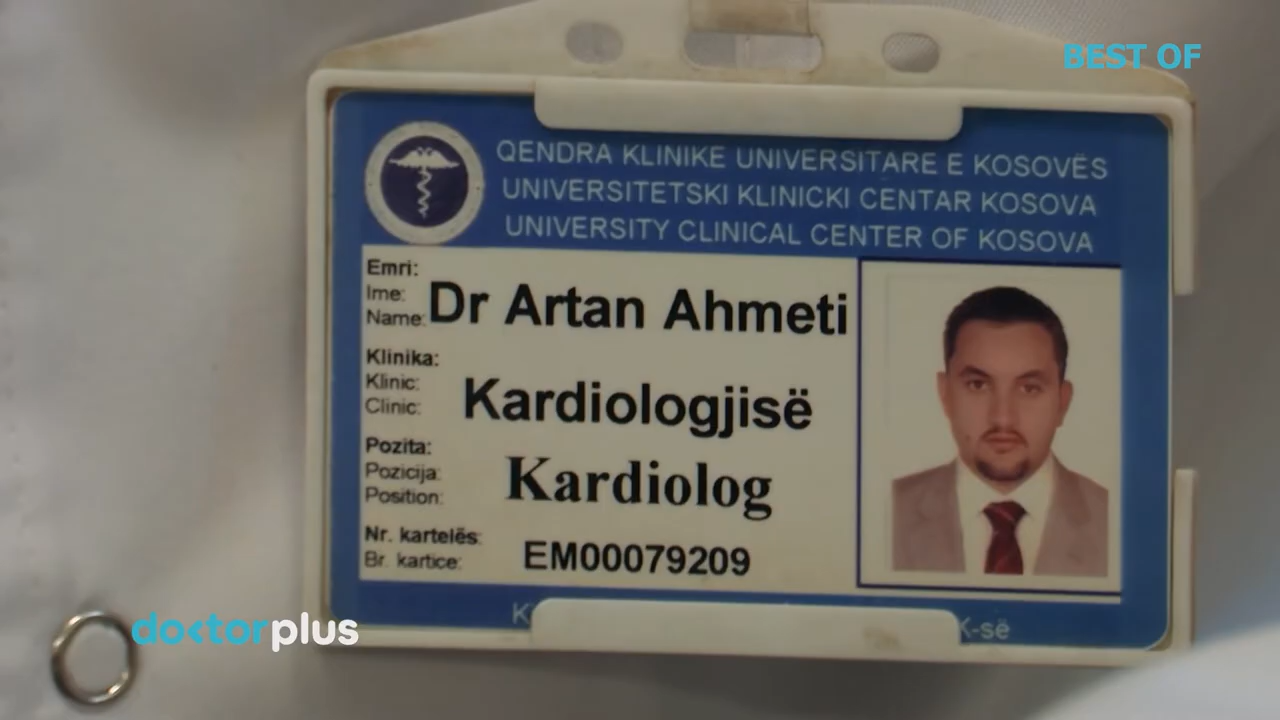 BEST OF
QENDRA KLINIKE UNIVERSITARE E KOSOVËS
UNIVERSITETSKI KLINICKI CENTAR KOSOVA
UNIVERSITY CLINICAL CENTER OF KOSOVA
Emri:
Ime:
Name:
Dr Artan Ahmeti
Klinika:
Klinic:
Clinic:
Kardiologjisë
Pozita:
Pozicija:
Position:
Kardiolog
Nr. kartelës:
Br. kartice:
EM00079209
doktorplus